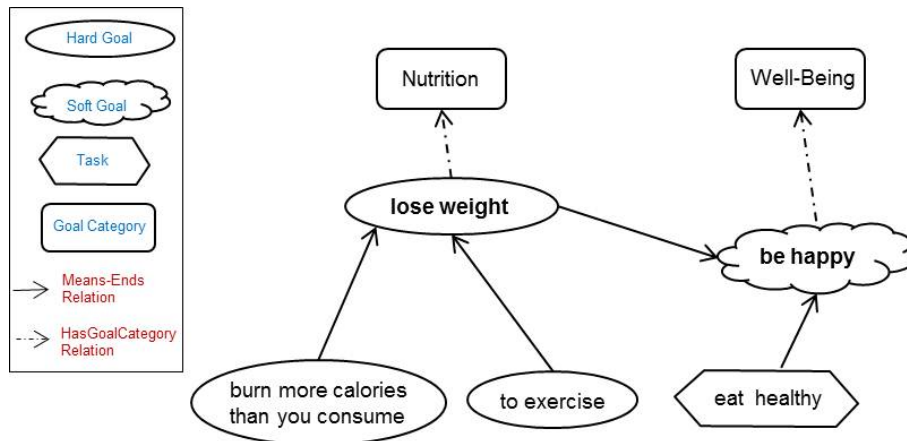 Hard Goal
Soft Goal
Task
Goal Category
Means-Ends
Relation
HasGoalCategory
Relation
Nutrition
Well-Being
lose weight
be happy
burn more calories
than you consume
to exercise
eat healthy